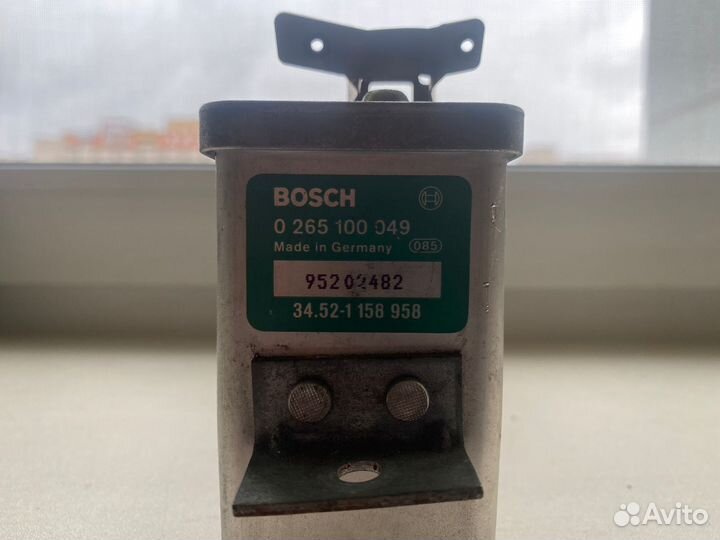 BOSCH
0 265 100 049
Made in Germany 085
95202482
34.52-1 158 958
Avito